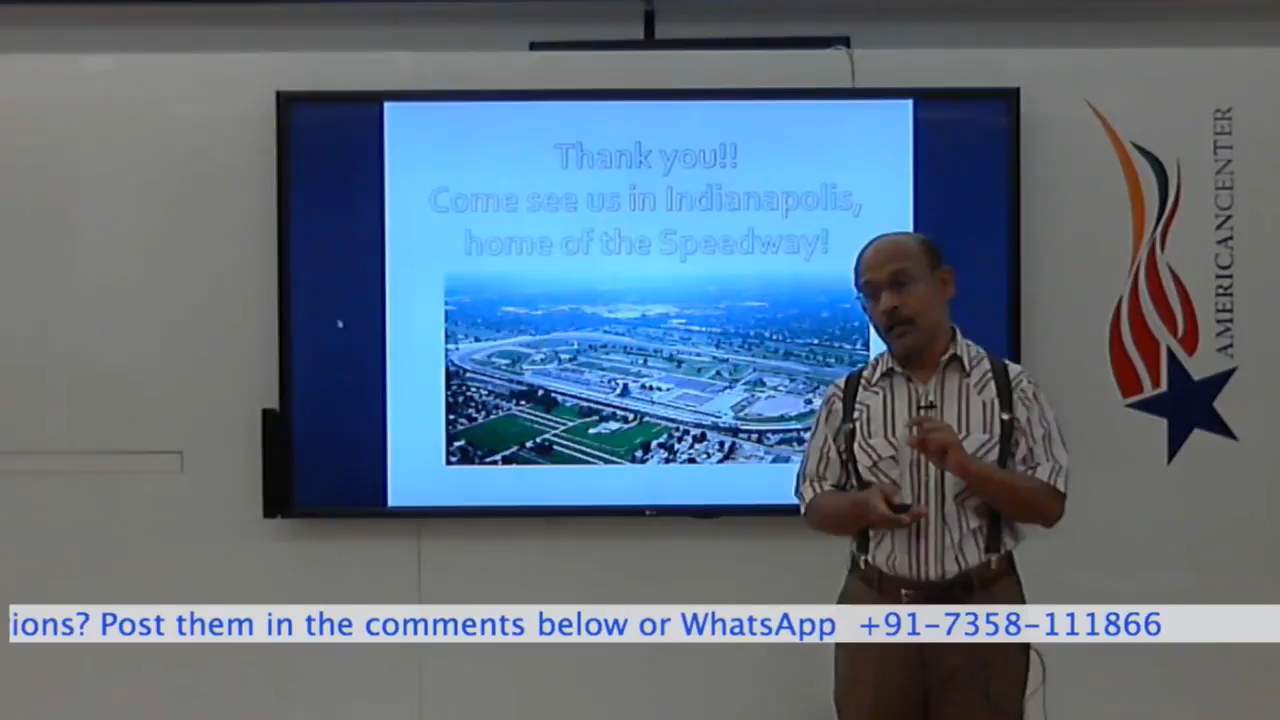 Thank you!!
Come see us in Indianapolis,
home of the Speedway!
AMERICANCENTER
ions? Post them in the comments below or WhatsApp +91-7358-111866